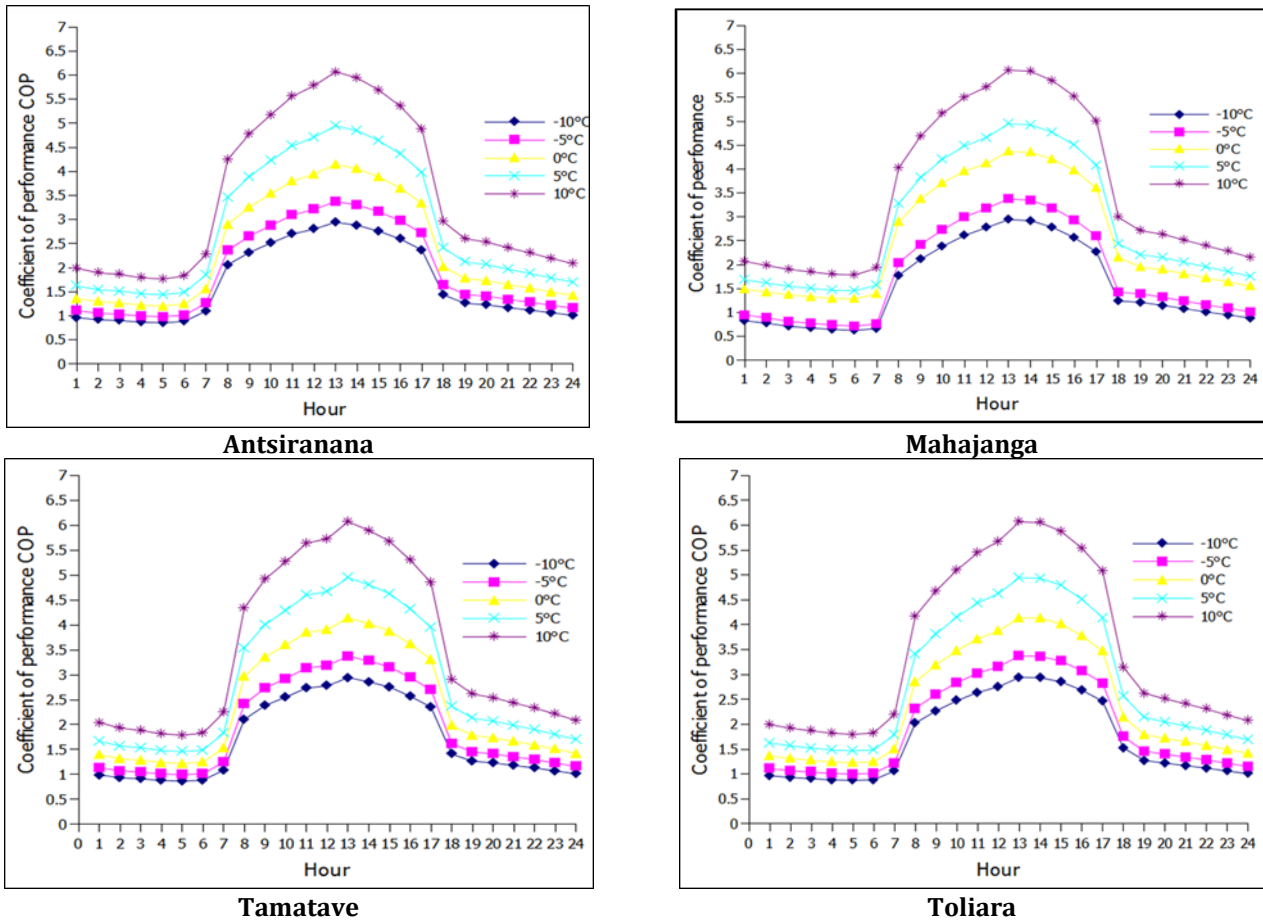 Coefficient of performance COP
7
6.5
6
5.5
5
4.5
4
3.5
3
2.5
2
1.5
1
0.5
0
1 2 3 4 5 6 7 8 9 10 11 12 13 14 15 16 17 18 19 20 21 22 23 24
Hour
-10°C
-5°C
0°C
5°C
10°C
Antsiranana
Coefficient of peerfomance
7
6.5
6
5.5
5
4.5
4
3.5
3
2.5
2
1.5
1
0.5
0
1 2 3 4 5 6 7 8 9 10 11 12 13 14 15 16 17 18 19 20 21 22 23 24
Hour
-10°C
-5°C
0°C
5°C
10°C
Mahajanga
Coefficient of performance COP
7
6.5
6
5.5
5
4.5
4
3.5
3
2.5
2
1.5
1
0.5
0
0 1 2 3 4 5 6 7 8 9 10 11 12 13 14 15 16 17 18 19 20 21 22 23 24
Hour
-10°C
-5°C
0°C
5°C
10°C
Tamatave
Coefficient of performance COP
7
6.5
6
5.5
5
4.5
4
3.5
3
2.5
2
1.5
1
0.5
0
0 1 2 3 4 5 6 7 8 9 10 11 12 13 14 15 16 17 18 19 20 21 22 23 24
Hour
-10°C
-5°C
0°C
5°C
10°C
Toliara